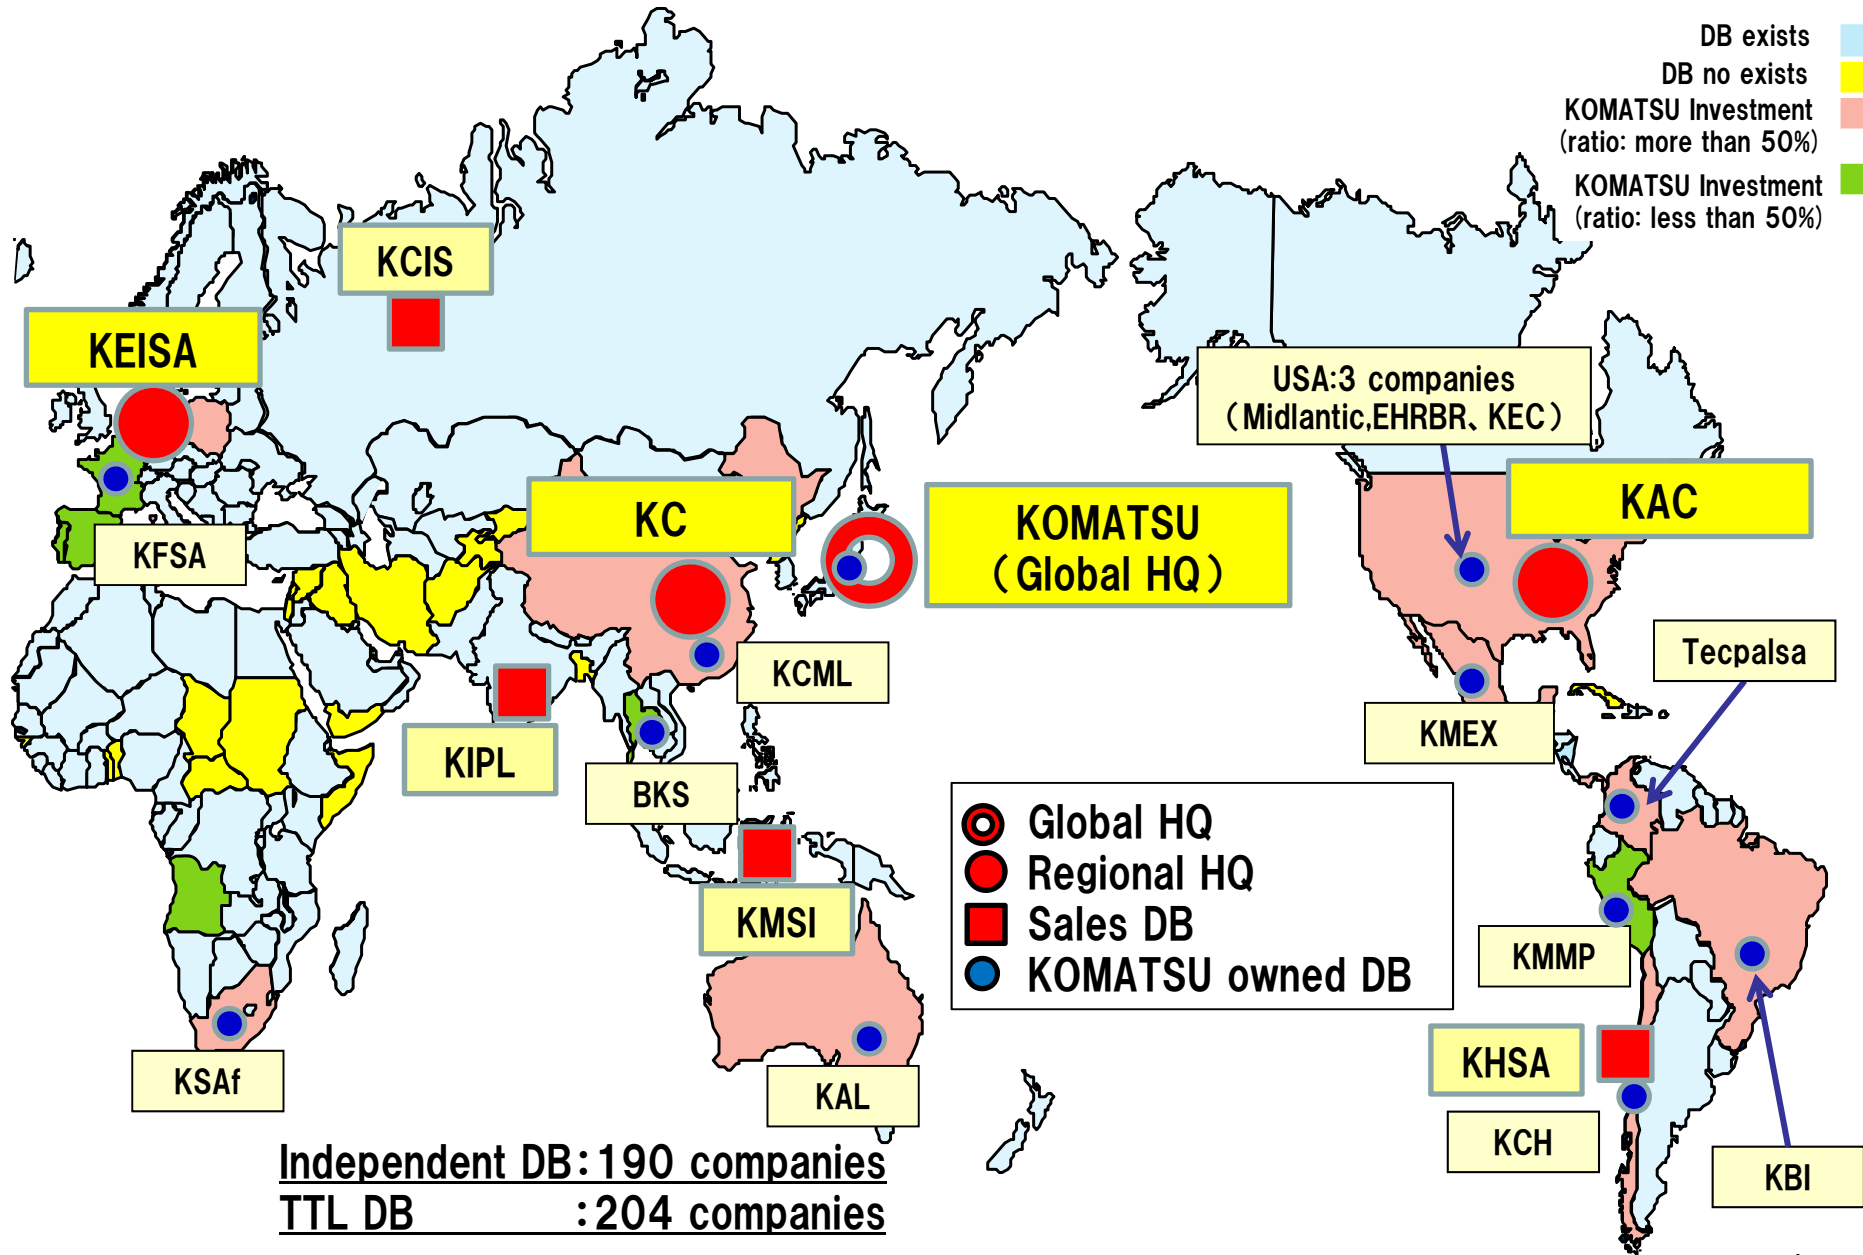 DB exists
DB no exists
KOMATSU Investment
(ratio: more than 50%)
KOMATSU Investment
(ratio: less than 50%)
KCIS
KEISA
USA:3 companies
（Midlantic,EHRBR、KEC）
KC
KOMATSU
（Global HQ）
KAC
KFSA
KCML
Tecpalsa
KIPL
KMEX
BKS
Global HQ
Regional HQ
Sales DB
KOMATSU owned DB
KMSI
KMMP
KSAf
KAL
KHSA
KCH
KBI
Independent DB：190 companies
TTL DB ：204 companies